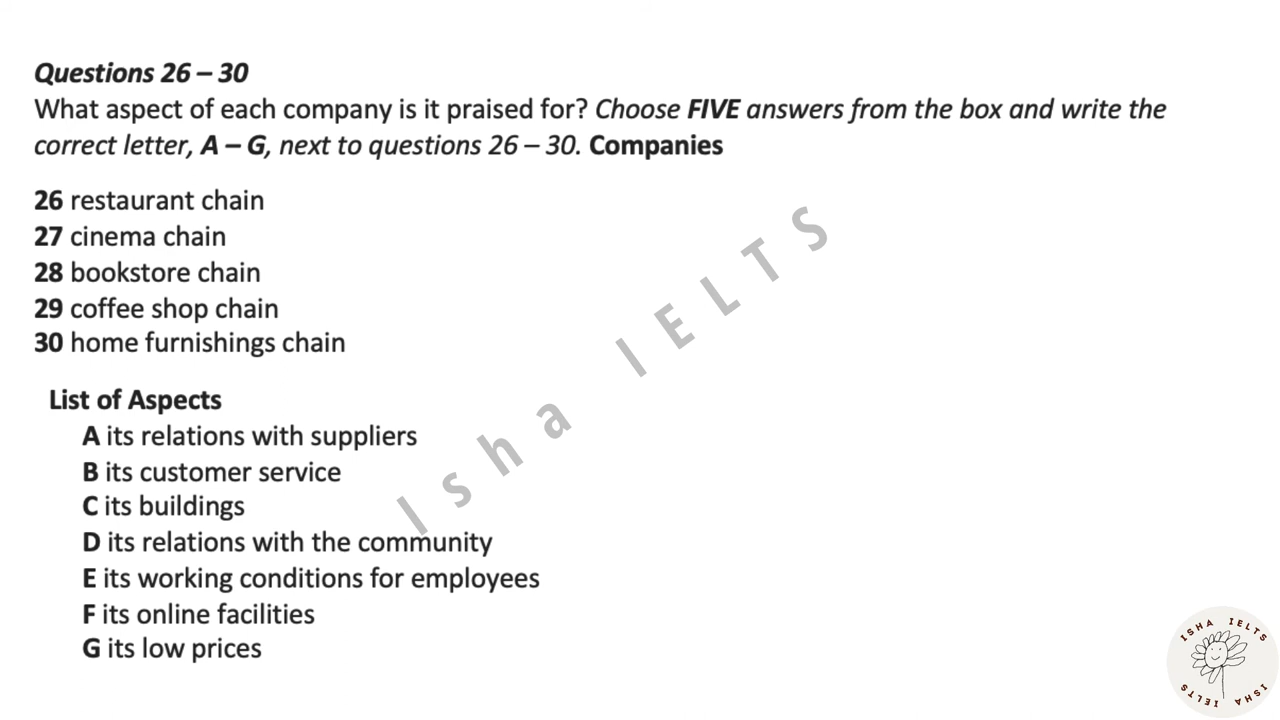 Questions 26 – 30
What aspect of each company is it praised for? Choose FIVE answers from the box and write the
correct letter, A – G, next to questions 26 – 30. Companies
26 restaurant chain
27 cinema chain
28 bookstore chain
29 coffee shop chain
30 home furnishings chain
List of Aspects
A its relations with suppliers
B its customer service
C its buildings
D its relations with the community
E its working conditions for employees
F its online facilities
G its low prices
Isha IELTS
ISHA IELTS
ISHA IELTS